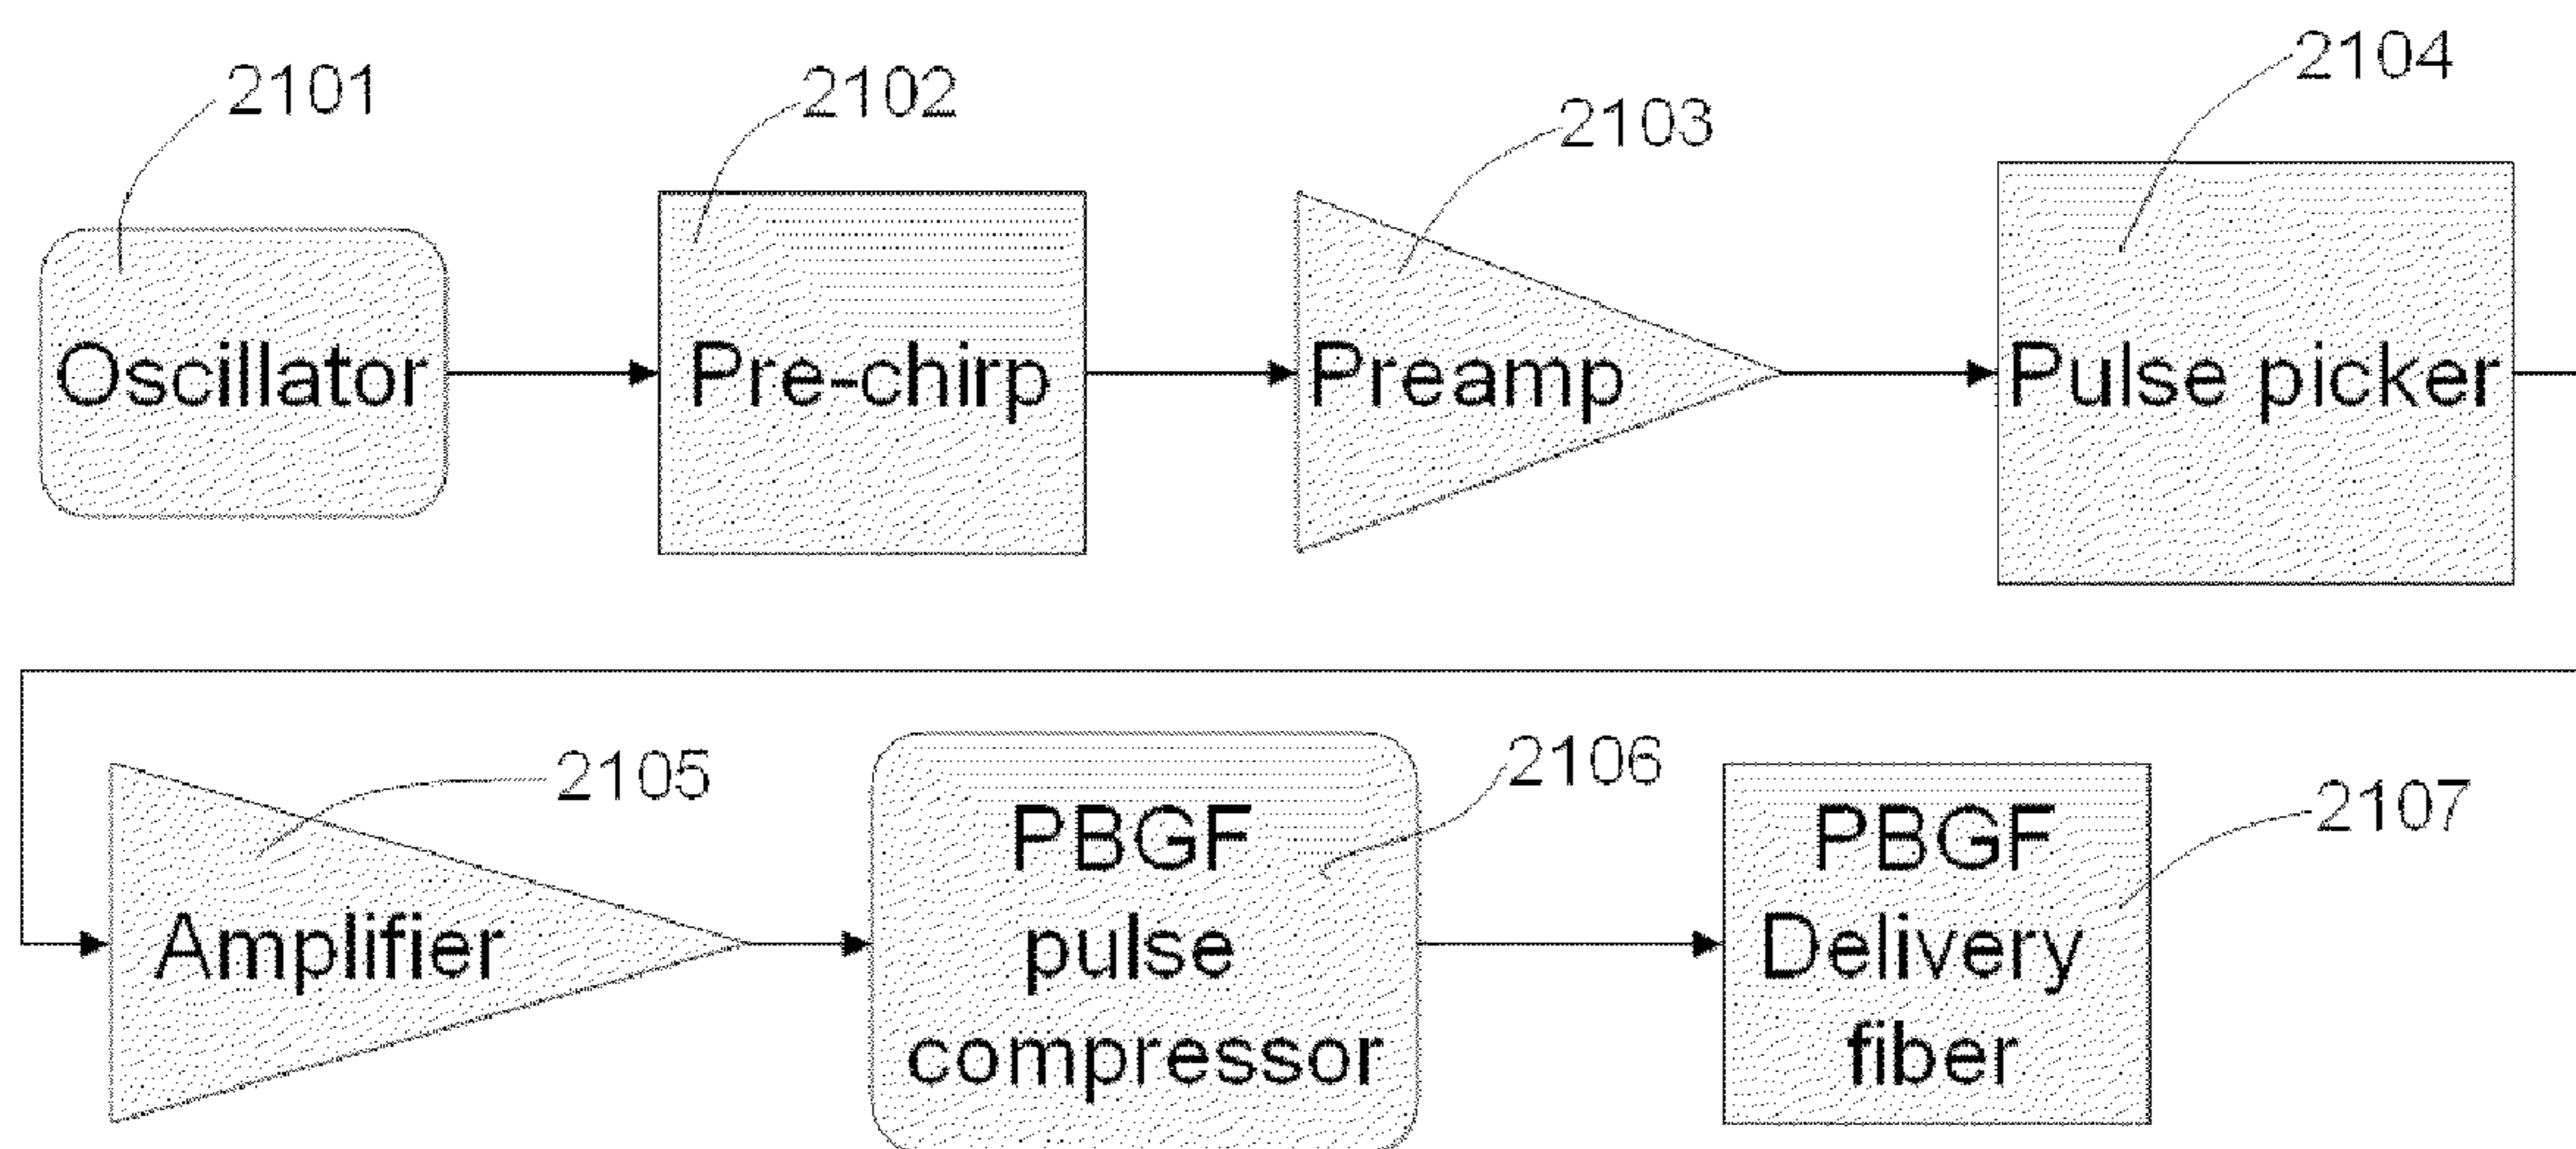 2101
2102
2103
2104
Oscillator
Pre-chirp
Preamp
Pulse picker
2105
2106
2107
Amplifier
PBGF
pulse
compressor
PBGF
Delivery
fiber